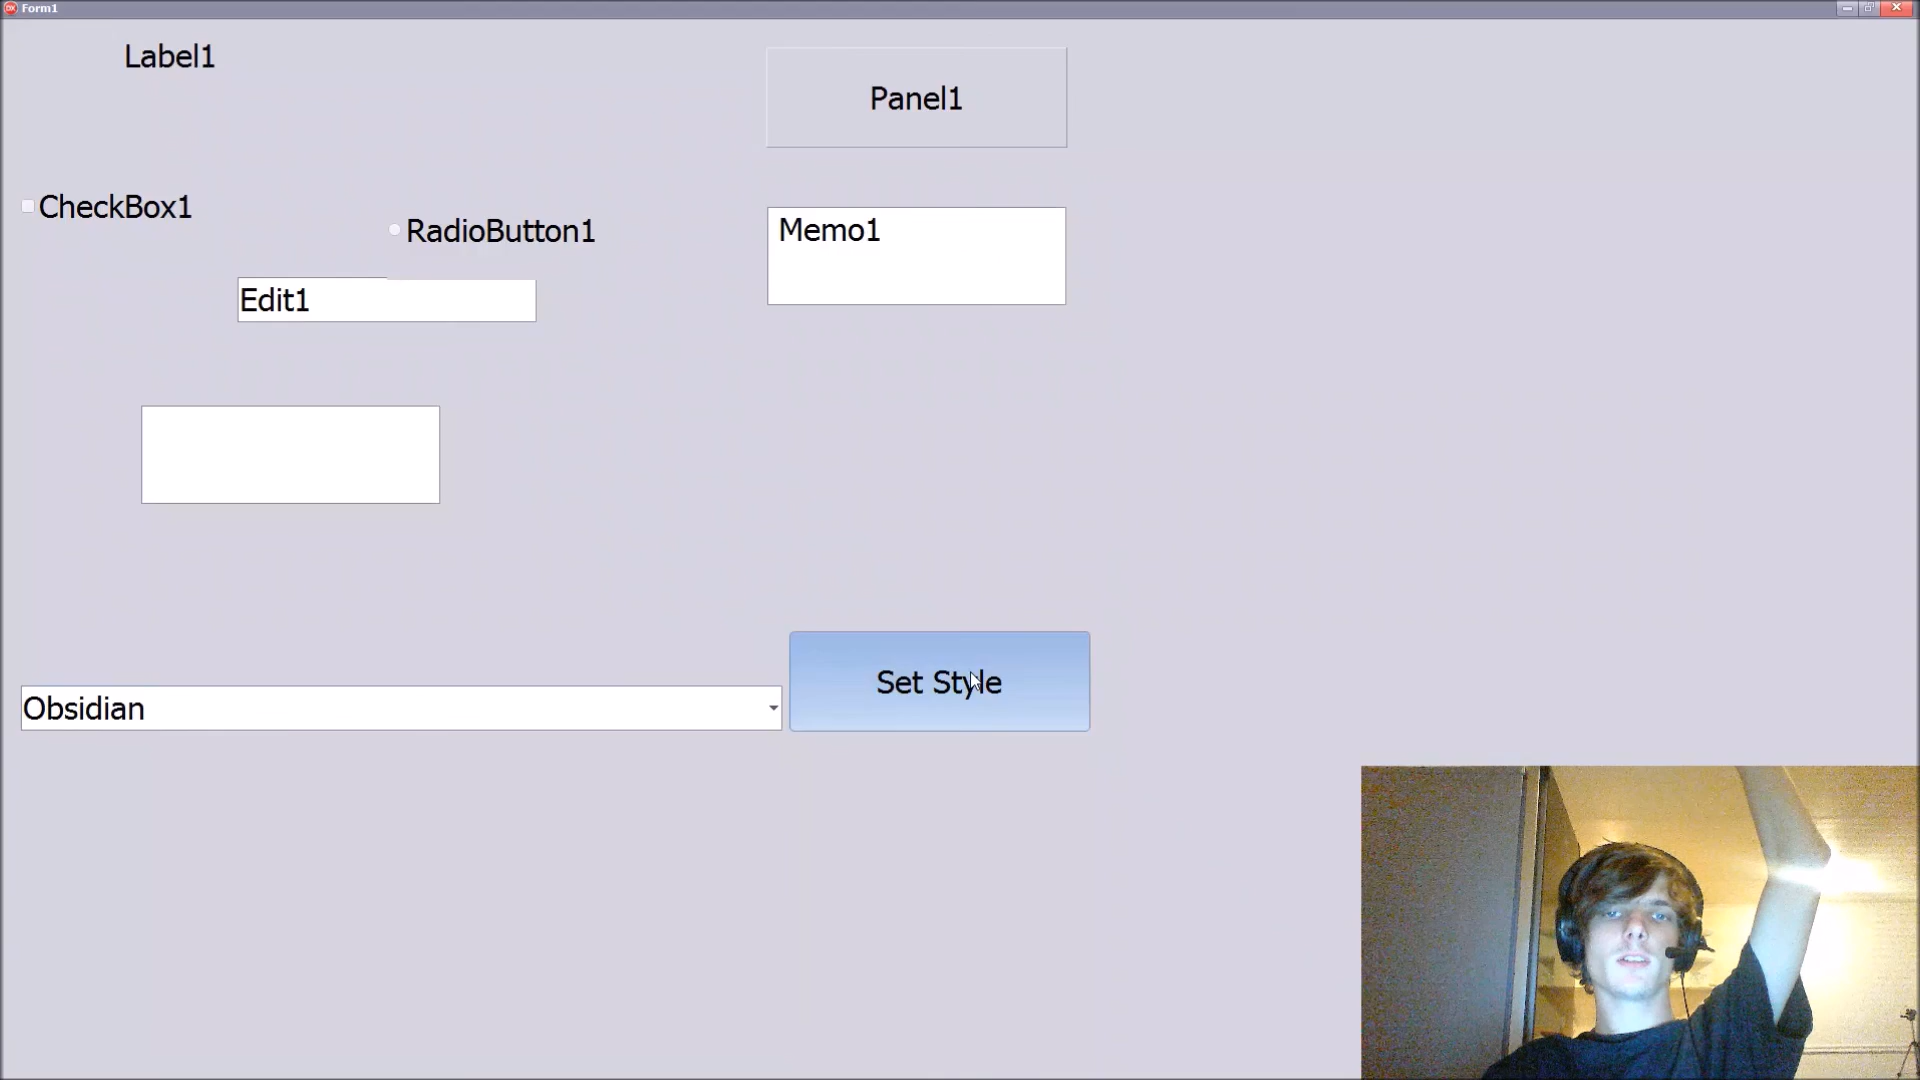 Form1
Label1
Panel1
CheckBox1
RadioButton1
Memo1
Edit1
Set Style
Obsidian